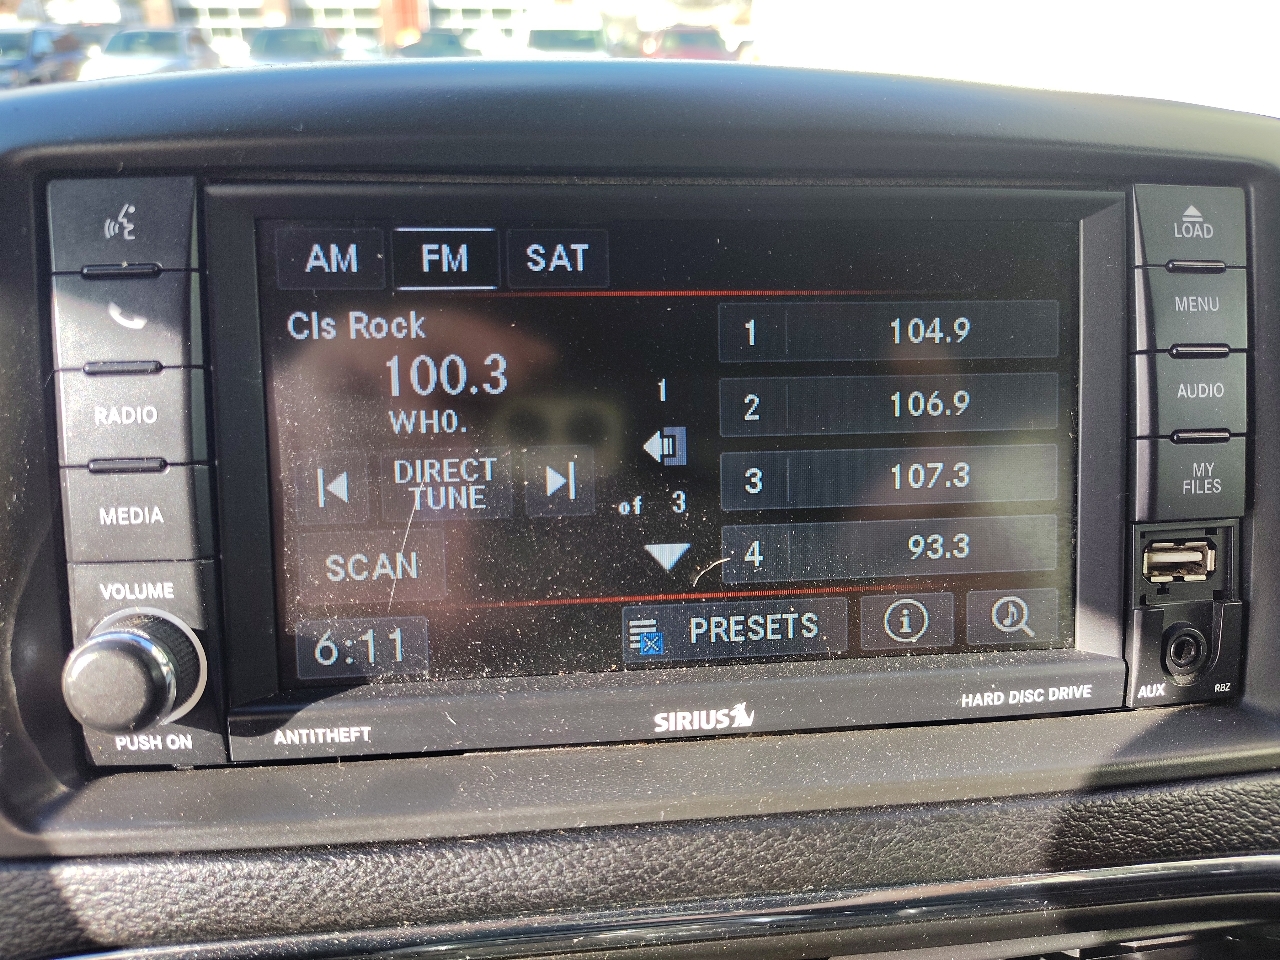 AM FM SAT
Cls Rock
100.3
WH0.
DIRECT
TUNE
SCAN
6:11
1
of 3
1 104.9
2 106.9
3 107.3
4 93.3
PRESETS
RADIO
MEDIA
VOLUME
PUSH ON
ANTITHEFT
SIRIUS
HARD DISC DRIVE
LOAD
MENU
AUDIO
MY
FILES
AUX
RBZ